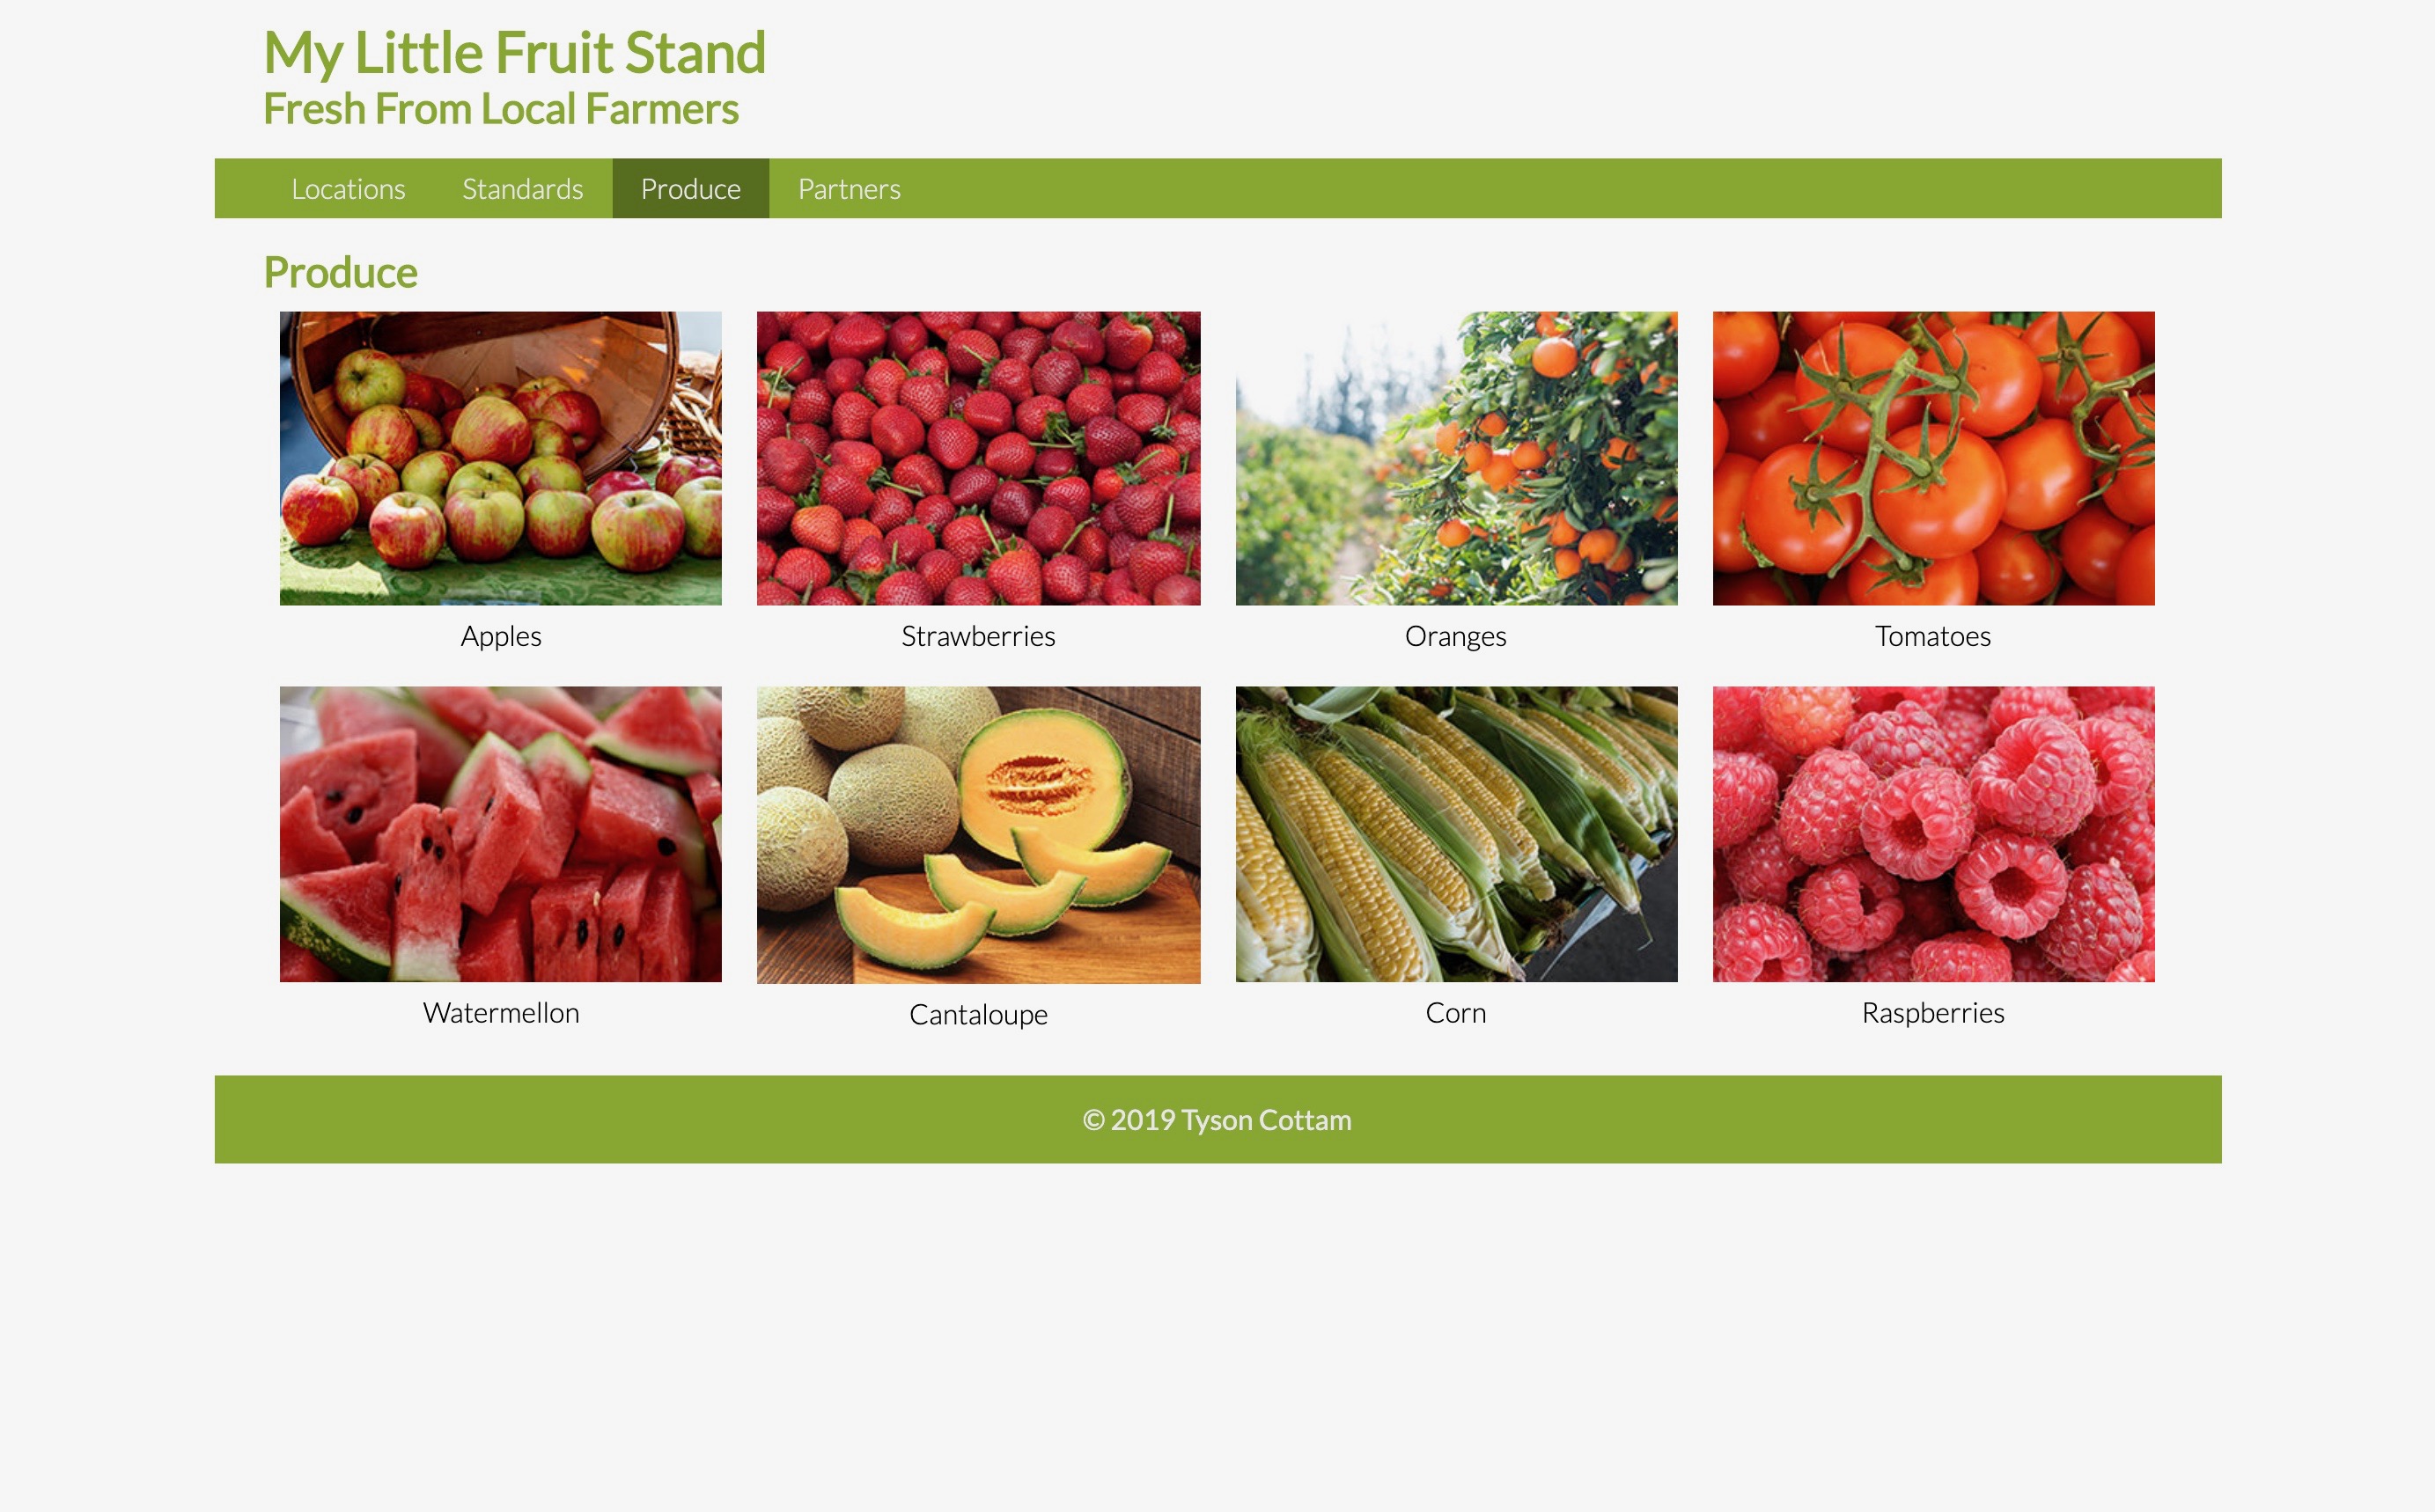 My Little Fruit Stand
Fresh From Local Farmers
Locations Standards Produce Partners
Produce
Apples Strawberries Oranges Tomatoes
Watermellon Cantaloupe Corn Raspberries
© 2019 Tyson Cottam